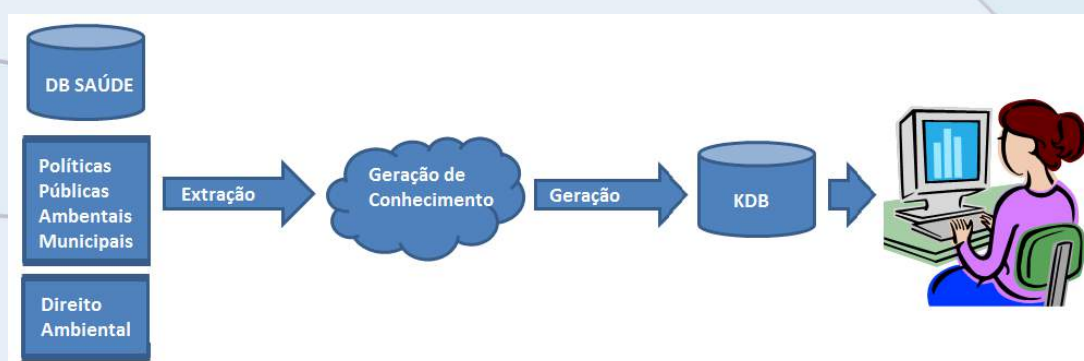 DB SAÚDE
Políticas
Públicas
Ambentais
Municipais
Direito
Ambiental
Extração
Geração de
Conhecimento
Geração
KDB